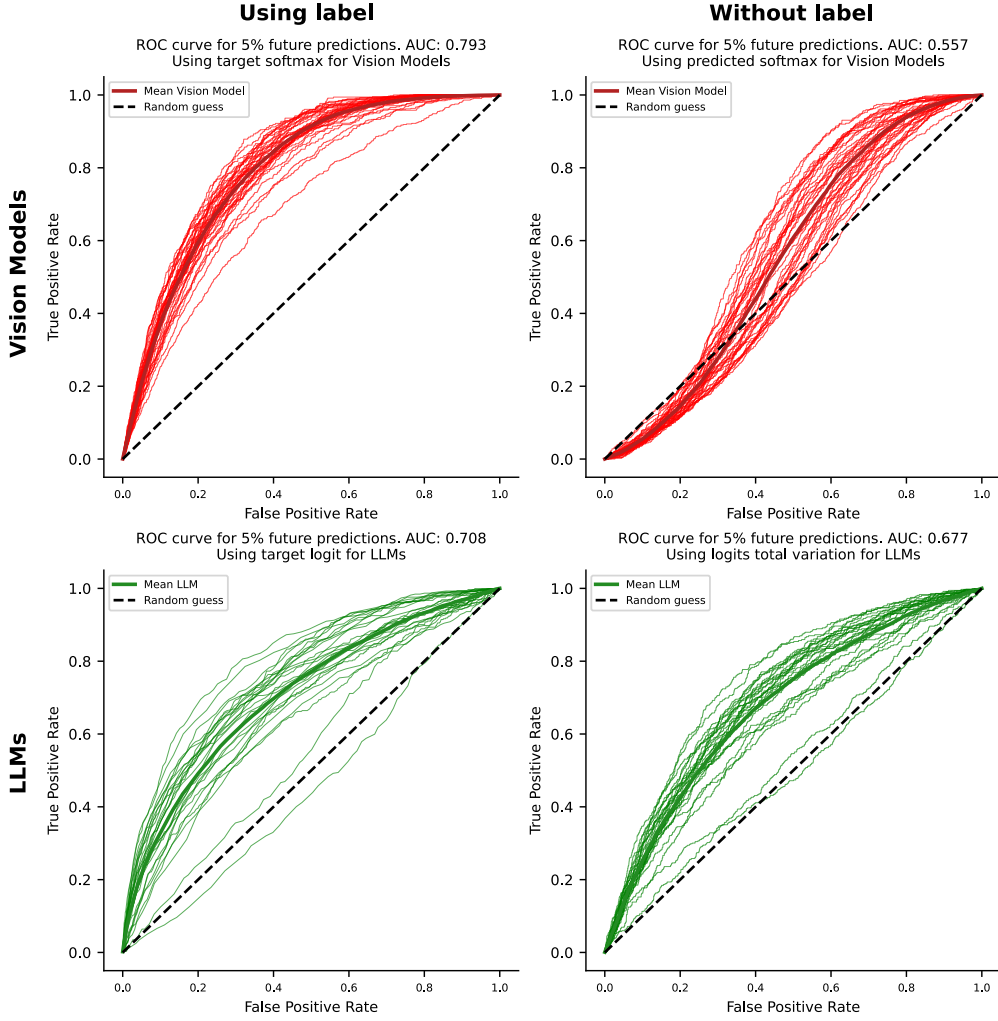 Using label
Without label
Vision Models
ROC curve for 5% future predictions. AUC: 0.793
Using target softmax for Vision Models
Mean Vision Model
Random guess
True Positive Rate
1.0
0.8
0.6
0.4
0.2
0.0
0.0 0.2 0.4 0.6 0.8 1.0
False Positive Rate
ROC curve for 5% future predictions. AUC: 0.557
Using predicted softmax for Vision Models
Mean Vision Model
Random guess
True Positive Rate
1.0
0.8
0.6
0.4
0.2
0.0
0.0 0.2 0.4 0.6 0.8 1.0
False Positive Rate
LLMs
ROC curve for 5% future predictions. AUC: 0.708
Using target logit for LLMs
Mean LLM
Random guess
True Positive Rate
1.0
0.8
0.6
0.4
0.2
0.0
0.0 0.2 0.4 0.6 0.8 1.0
False Positive Rate
ROC curve for 5% future predictions. AUC: 0.677
Using logits total variation for LLMs
Mean LLM
Random guess
True Positive Rate
1.0
0.8
0.6
0.4
0.2
0.0
0.0 0.2 0.4 0.6 0.8 1.0
False Positive Rate